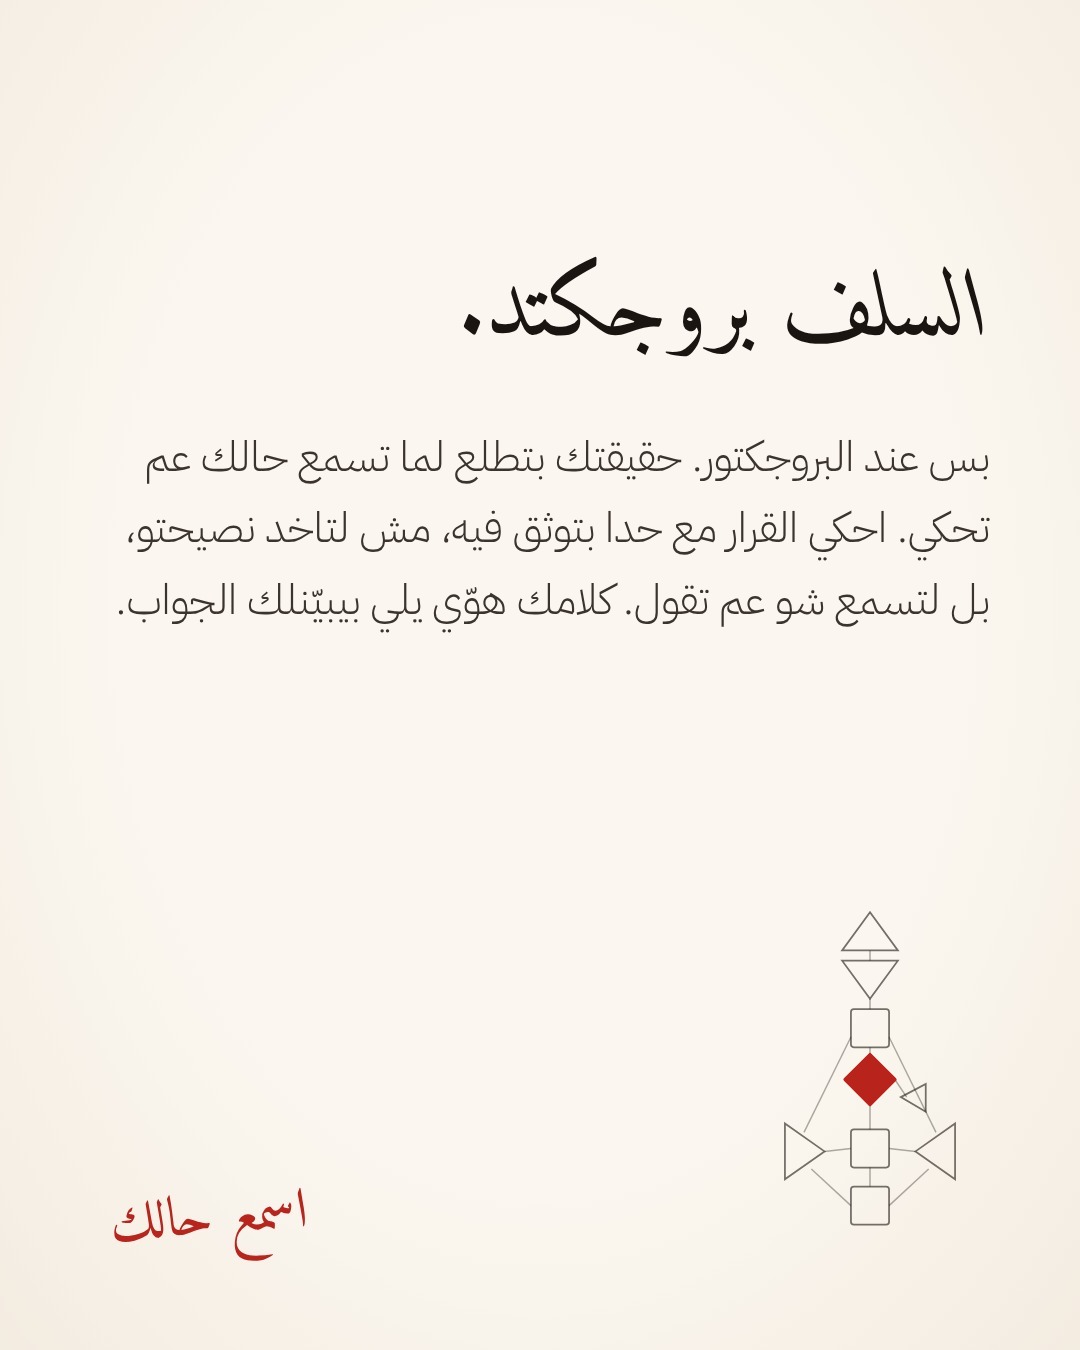 السلف بروجكتد.
بس عند البروجكتور. حقيقتك بتطلع لما تسمع حالك عم
تحكي. احكي القرار مع حدا بتوثق فيه، مش لتاخد نصيحتو،
بل لتسمع شو عم تقول. كلامك هوّي يلي بيبيّنلك الجواب.
اسمع حالك